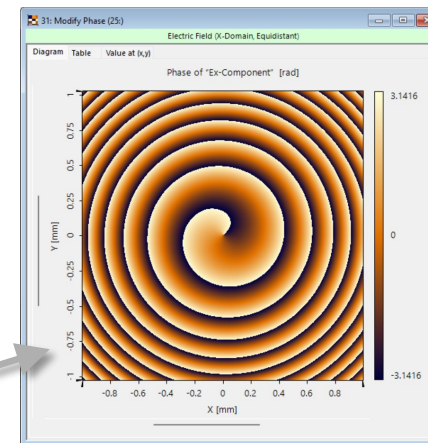 31: Modify Phase (25:)
Electric Field (X-Domain, Equidistant)
Diagram Table Value at (x,y)
Phase of "Ex-Component" [rad]
3.1416
0
-3.1416
Y [mm]
1
0.75
0.5
0.25
0
-0.25
-0.5
-0.75
-1
-0.8 -0.6 -0.4 -0.2 0 0.2 0.4 0.6 0.8
X [mm]